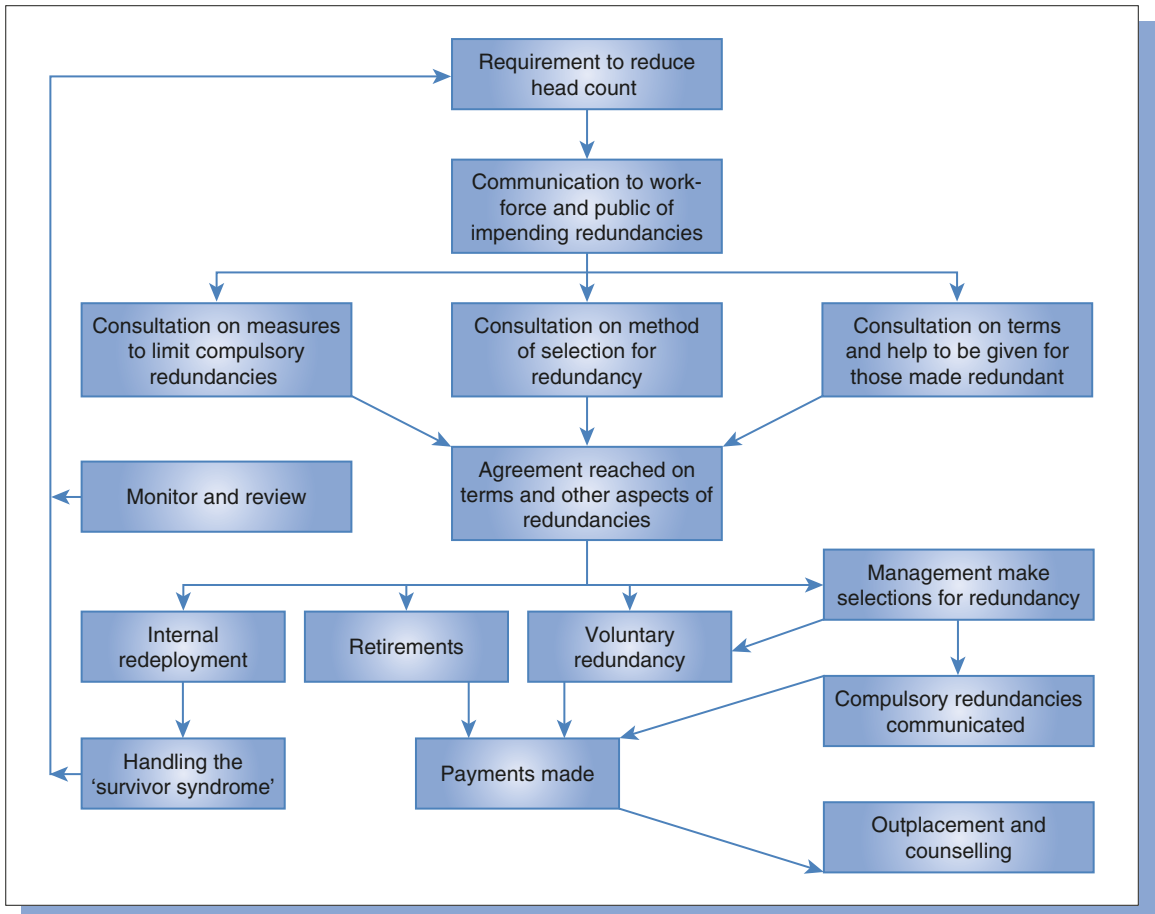 Requirement to reduce
head count
Communication to work-
force and public of
impending redundancies
Consultation on measures
to limit compulsory
redundancies
Consultation on method
of selection for
redundancy
Consultation on terms
and help to be given for
those made redundant
Agreement reached on
terms and other aspects of
redundancies
Monitor and review
Management make
selections for redundancy
Internal
redeployment
Retirements
Voluntary
redundancy
Compulsory redundancies
communicated
Handling the
‘survivor syndrome’
Payments made
Outplacement and
counselling